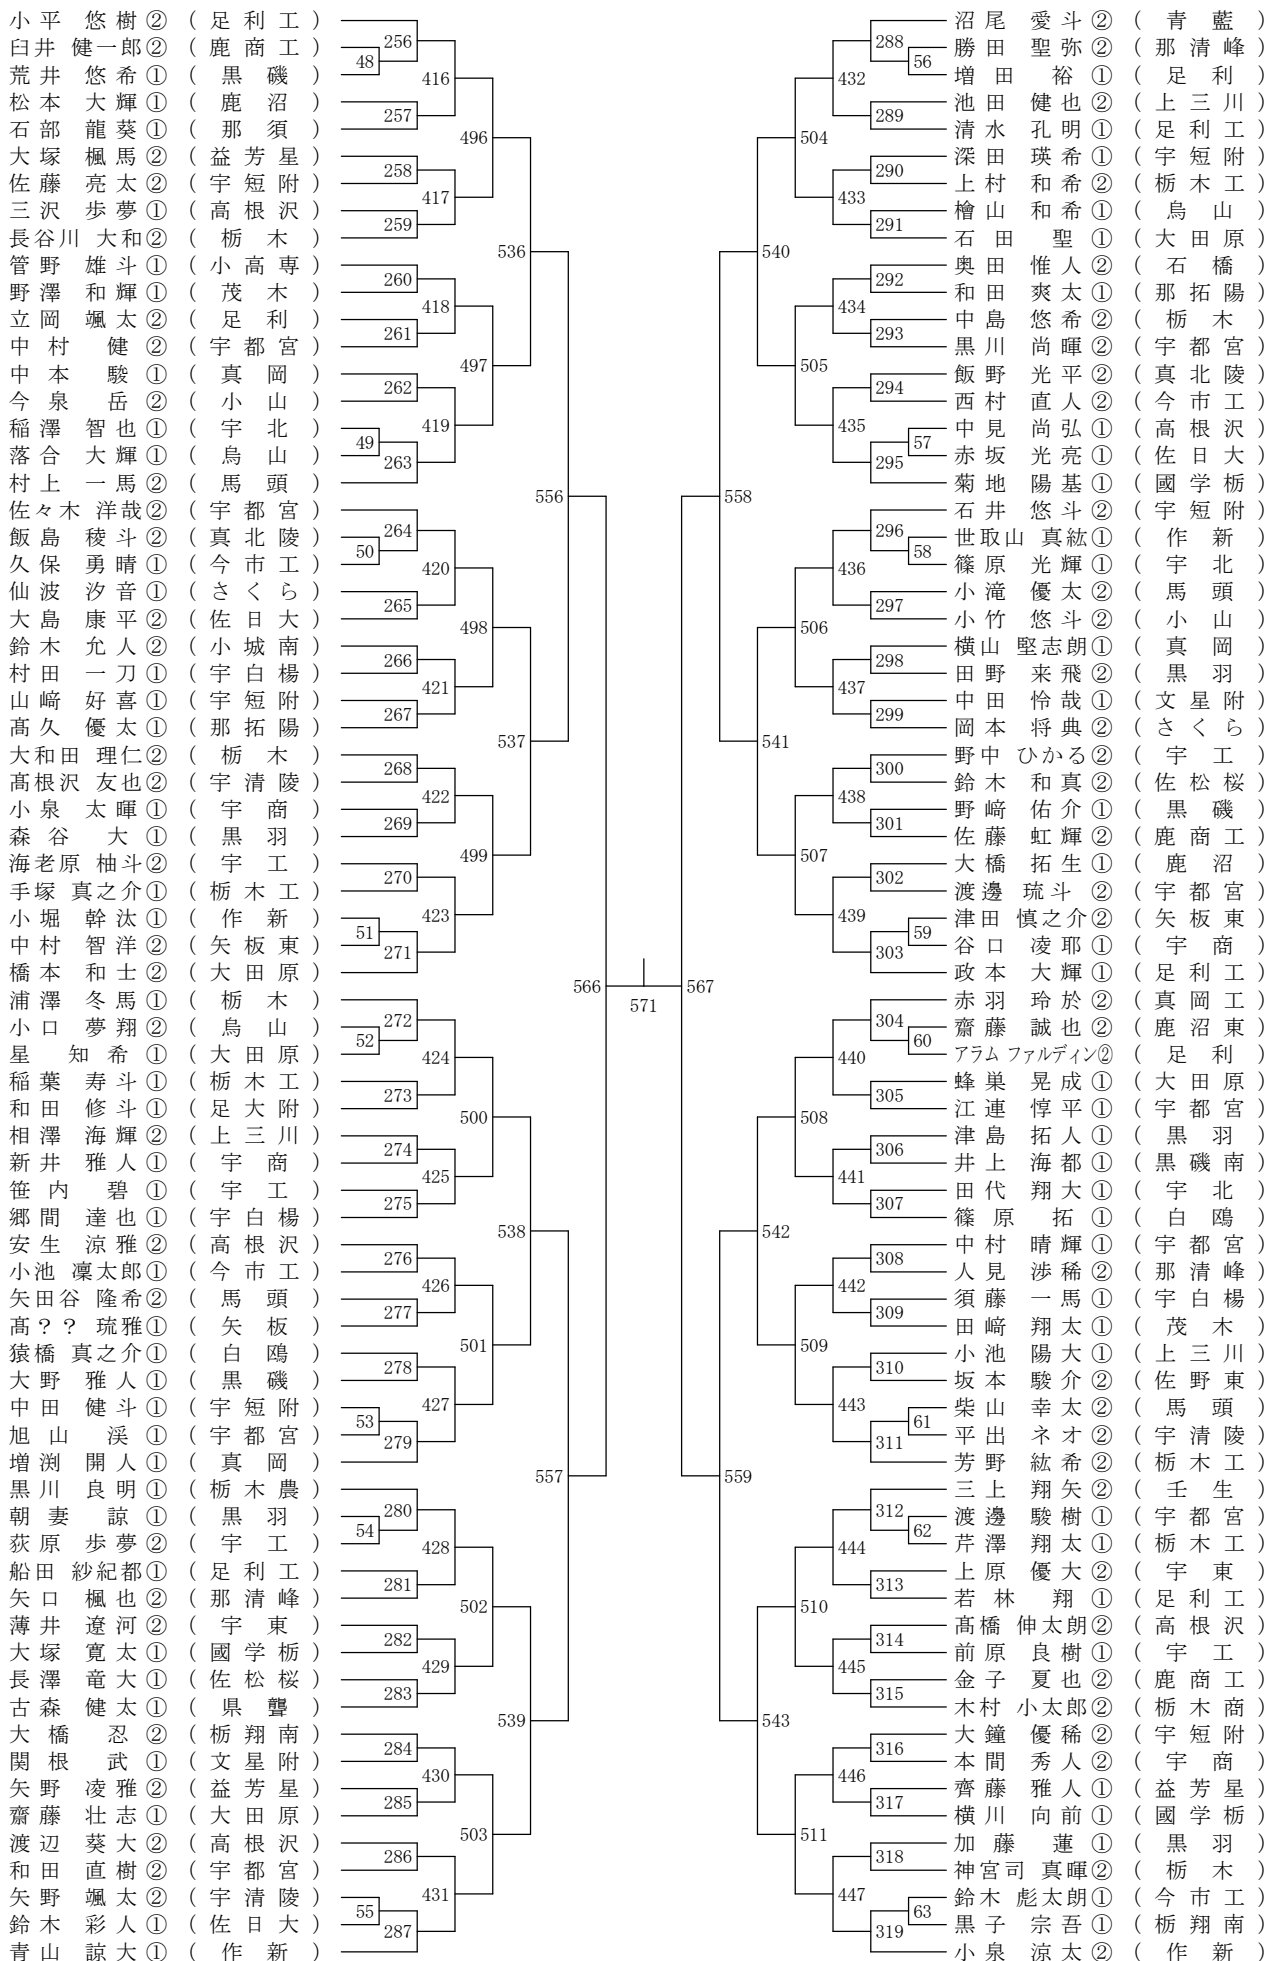 小平 悠樹② (足利工)
臼井 健一郎② (鹿商工)
荒井 悠希① (黒磯)
松本 大輝① (鹿沼)
石部 龍葵① (那須)
大塚 楓馬② (益芳星)
佐藤 亮太② (宇短附)
三沢 歩夢① (高根沢)
長谷川 大和② (栃木)
管野 雄斗① (小高専)
野澤 和輝① (茂木)
立岡 颯太② (足利)
中村 健② (宇都宮)
中本 駿① (真岡)
今泉 岳② (小山)
稲澤 智也① (宇北)
落合 大輝① (烏山)
村上 一馬② (馬頭)
佐々木 洋哉② (宇都宮)
飯島 稜斗② (真北陵)
久保 勇晴① (今市工)
仙波 汐音① (さくら)
大島 康平② (佐日大)
鈴木 允人② (小城南)
村田 一刀① (宇白楊)
山﨑 好喜① (宇短附)
髙久 優太① (那拓陽)
大和田 理仁② (栃木)
髙根沢 友也② (宇清陵)
小泉 太暉① (宇商)
森谷 大① (黒羽)
海老原 柚斗② (宇工)
手塚 真之介① (栃木工)
小堀 幹汰① (作新)
中村 智洋② (矢板東)
橋本 和士② (大田原)
浦澤 冬馬① (栃木)
小口 夢翔② (烏山)
星 知希① (大田原)
稲葉 寿斗① (栃木工)
和田 修斗① (足大附)
相澤 海輝② (上三川)
新井 雅人① (宇商)
笹内 碧① (宇工)
郷間 達也① (宇白楊)
安生 涼雅② (高根沢)
小池 凜太郎① (今市工)
矢田谷 隆希② (馬頭)
髙?? 琉雅① (矢板)
猿橋 真之介① (白鴎)
大野 雅人① (黒磯)
中田 健斗① (宇短附)
旭山 渓① (宇都宮)
増渕 開人① (真岡)
黒川 良明① (栃木農)
朝妻 諒① (黒羽)
荻原 歩夢② (宇工)
船田 紗紀都① (足利工)
矢口 楓也② (那清峰)
薄井 遼河② (宇東)
大塚 寛太① (國学栃)
長澤 竜大① (佐松桜)
古森 健太① (県聾)
大橋 忍② (栃翔南)
関根 武① (文星附)
矢野 凌雅② (益芳星)
齋藤 壮志① (大田原)
渡辺 葵大② (高根沢)
和田 直樹② (宇都宮)
矢野 颯太② (宇清陵)
鈴木 彩人① (佐日大)
青山 諒大① (作新)
48
49
50
51
52
53
54
55
256
257
258
259
260
261
262
263
264
265
266
267
268
269
270
271
272
273
274
275
276
277
278
279
280
281
282
283
284
285
286
287
416
417
418
419
420
421
422
423
424
425
426
427
428
429
430
431
496
497
498
499
500
501
502
503
536
537
538
539
556
557
566
571
567
558
559
540
541
542
543
504
505
506
507
508
509
510
511
432
433
434
435
436
437
438
439
440
441
442
443
444
445
446
447
288
289
290
291
292
293
294
295
296
297
298
299
300
301
302
303
304
305
306
307
308
309
310
311
312
313
314
315
316
317
318
319
56
57
58
59
60
61
62
63
沼尾 愛斗② (青藍)
勝田 聖弥② (那清峰)
増田 裕① (足利)
池田 健也② (上三川)
清水 孔明① (足利工)
深田 瑛希① (宇短附)
上村 和希② (栃木工)
檜山 和希① (烏山)
石田 聖① (大田原)
奥田 惟人② (石橋)
和田 爽太① (那拓陽)
中島 悠希② (栃木)
黒川 尚暉② (宇都宮)
飯野 光平② (真北陵)
西村 直人② (今市工)
中見 尚弘① (高根沢)
赤坂 光亮① (佐日大)
菊地 陽基① (國学栃)
石井 悠斗② (宇短附)
世取山 真紘① (作新)
篠原 光輝① (宇北)
小滝 優太② (馬頭)
小竹 悠斗② (小山)
横山 堅志朗① (真岡)
田野 来飛② (黒羽)
中田 怜哉① (文星附)
岡本 将典② (さくら)
野中 ひかる② (宇工)
鈴木 和真② (佐松桜)
野﨑 佑介① (黒磯)
佐藤 虹輝② (鹿商工)
大橋 拓生① (鹿沼)
渡邊 琉斗② (宇都宮)
津田 慎之介② (矢板東)
谷口 凌耶① (宇商)
政本 大輝① (足利工)
赤羽 玲於② (真岡工)
齋藤 誠也② (鹿沼東)
アラム ファルディン② (足利)
蜂巣 晃成① (大田原)
江連 惇平① (宇都宮)
津島 拓人① (黒羽)
井上 海都① (黒磯南)
田代 翔大① (宇北)
篠原 拓① (白鴎)
中村 晴輝① (宇都宮)
人見 渉稀② (那清峰)
須藤 一馬① (宇白楊)
田﨑 翔太① (茂木)
小池 陽大① (上三川)
坂本 駿介② (佐野東)
柴山 幸太② (馬頭)
平出 ネオ② (宇清陵)
芳野 紘希② (栃木工)
三上 翔矢② (壬生)
渡邊 駿樹① (宇都宮)
芹澤 翔太① (栃木工)
上原 優大② (宇東)
若林 翔① (足利工)
髙橋 伸太朗② (高根沢)
前原 良樹① (宇工)
金子 夏也② (鹿商工)
木村 小太郎② (栃木商)
大鐘 優稀② (宇短附)
本間 秀人② (宇商)
齊藤 雅人① (益芳星)
横川 向前① (國学栃)
加藤 蓮① (黒羽)
神宮司 真暉② (栃木)
鈴木 彪太朗① (今市工)
黒子 宗吾① (栃翔南)
小泉 涼太② (作新)